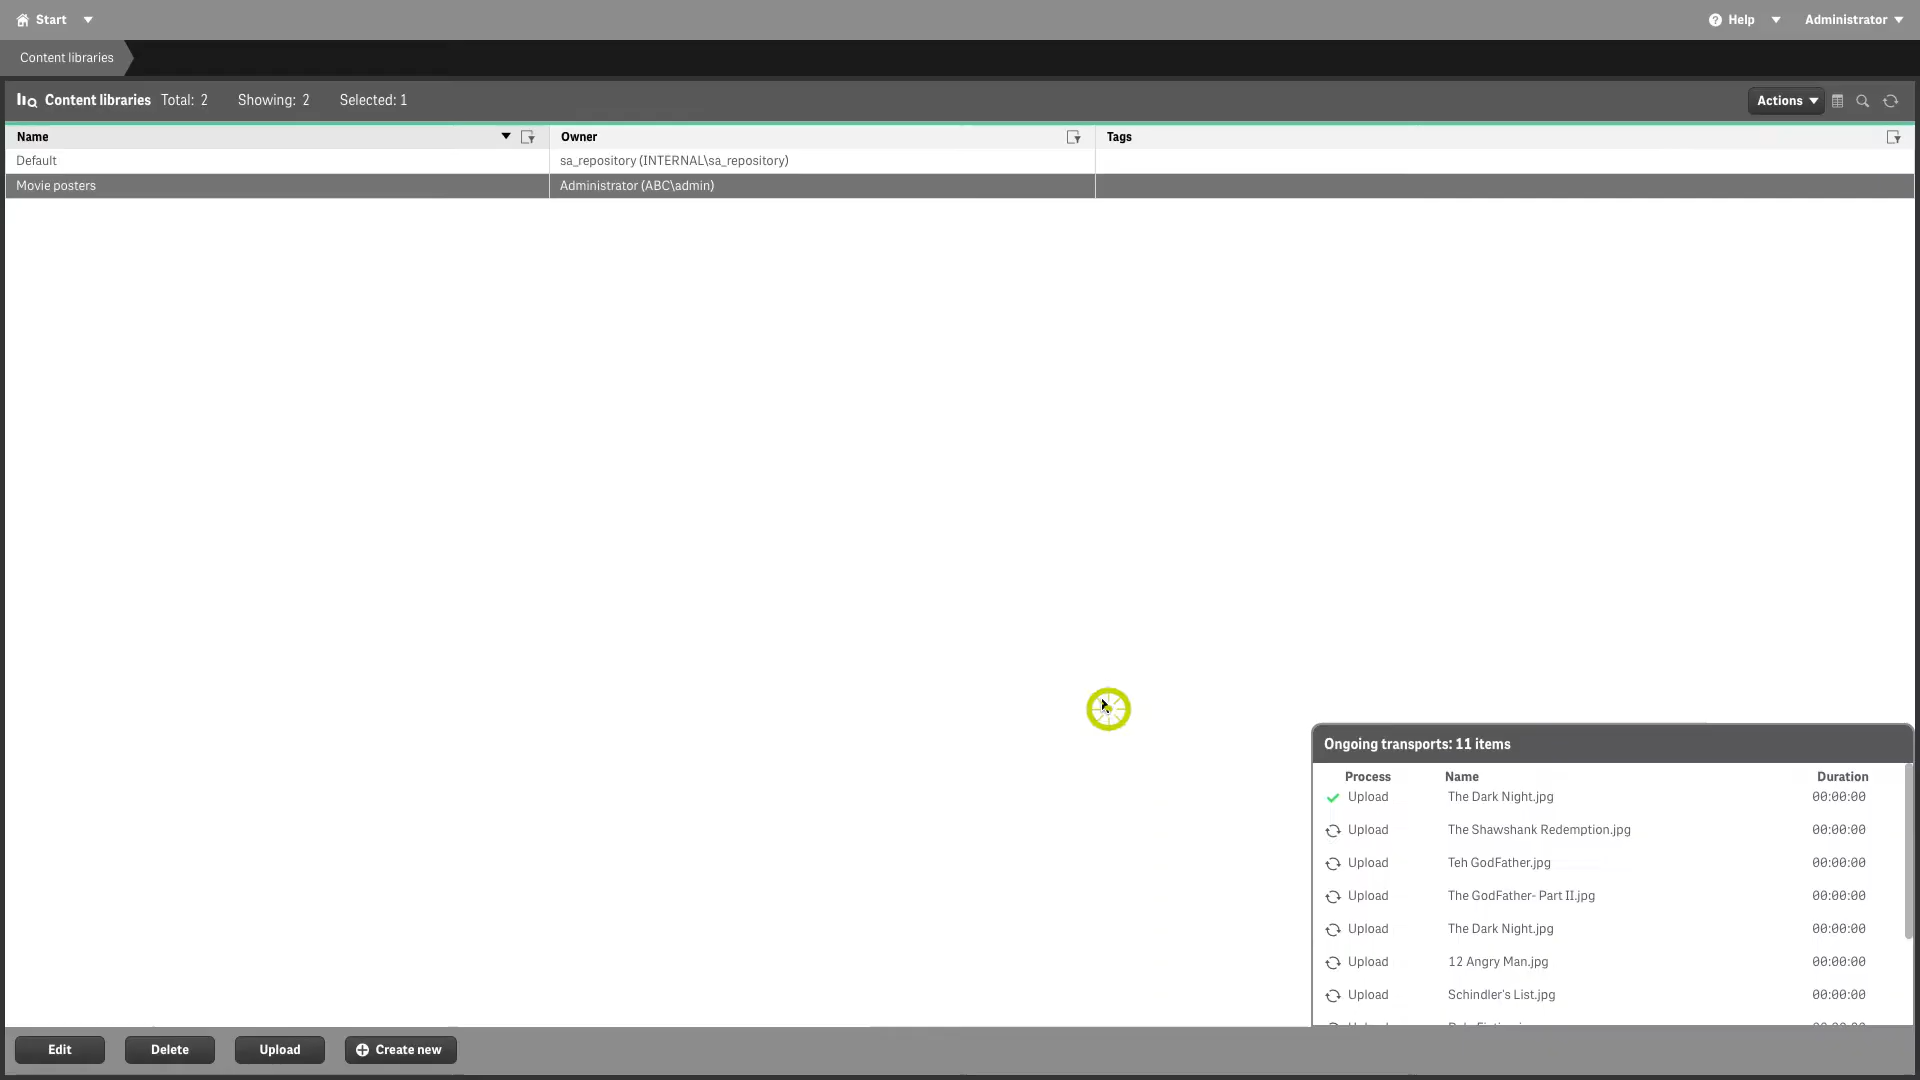 Start
Help
Administrator
Content libraries
Content libraries Total: 2 Showing: 2 Selected: 1
Actions
Name Owner Tags
Default sa_repository (INTERNAL\sa_repository)
Movie posters Administrator (ABC\admin)
Ongoing transports: 11 items
Process Name Duration
Upload The Dark Night.jpg 00:00:00
Upload The Shawshank Redemption.jpg 00:00:00
Upload Teh GodFather.jpg 00:00:00
Upload The GodFather- Part II.jpg 00:00:00
Upload The Dark Night.jpg 00:00:00
Upload 12 Angry Man.jpg 00:00:00
Upload Schindler's List.jpg 00:00:00
Edit Delete Upload Create new